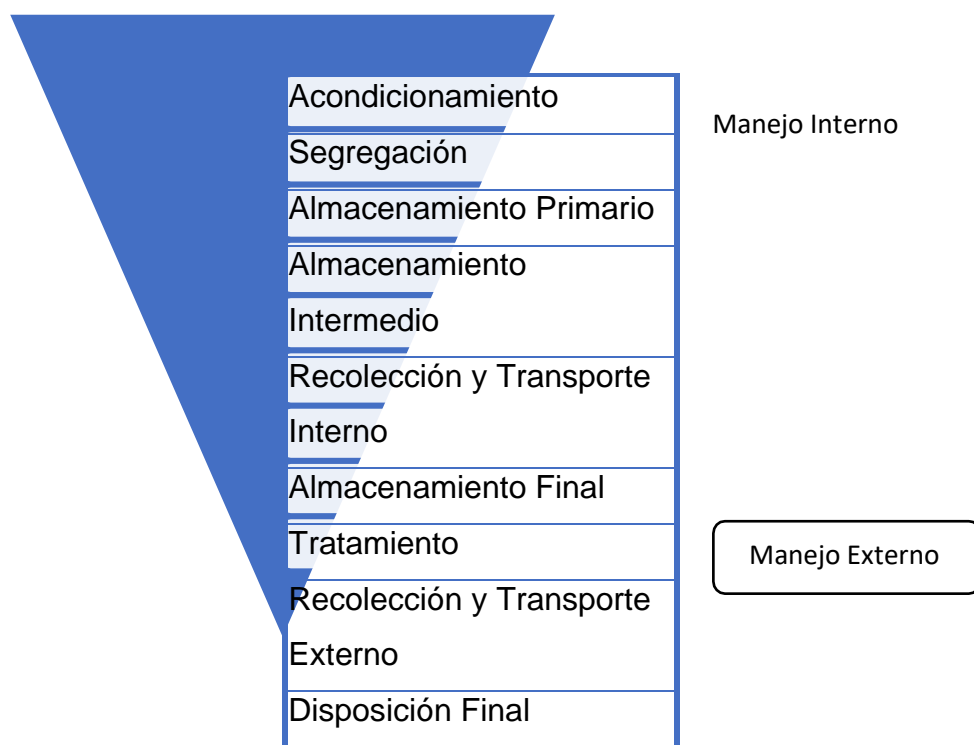 Acondicionamiento
Manejo Interno
Segregación
Almacenamiento Primario
Almacenamiento
Intermedio
Recolección y Transporte
Interno
Almacenamiento Final
Tratamiento
Manejo Externo
Recolección y Transporte
Externo
Disposición Final